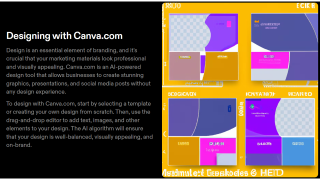 Designing with Canva.com
Design is an essential element of branding, and it's
crucial that your marketing materials look professional
and visually appealing. Canva.com is an AI-powered
design tool that allows businesses to create stunning
graphics, presentations, and social media posts without
any design experience.
To design with Canva.com, start by selecting a template
or creating your own design from scratch. Then, use the
drag-and-drop editor to add text, images, and other
elements to your design. The AI algorithm will ensure
that your design is well-balanced, visually appealing, and
on-brand.